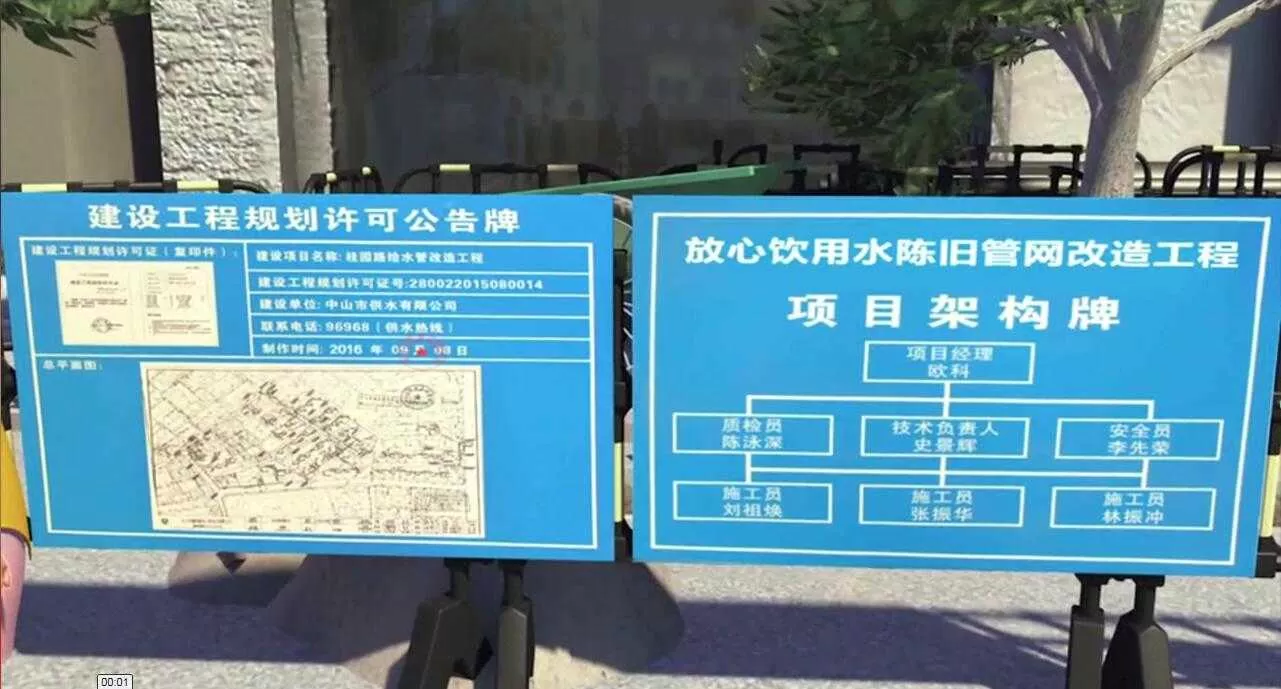 建设工程规划许可公告牌
建设工程规划许可证（复印件）:
建设项目名称: 桂园路给水管改造工程
建设工程规划许可证号:280022015080014
建设单位: 中山市供水有限公司
联系电话: 96968（供水热线）
制作时间: 2016 年 09 月 08 日
总平面图:
放心饮用水陈旧管网改造工程
项目架构牌
项目经理
欧科
质检员
陈泳深
技术负责人
史景辉
安全员
李先荣
施工员
刘祖焕
施工员
张振华
施工员
林振冲
00:01